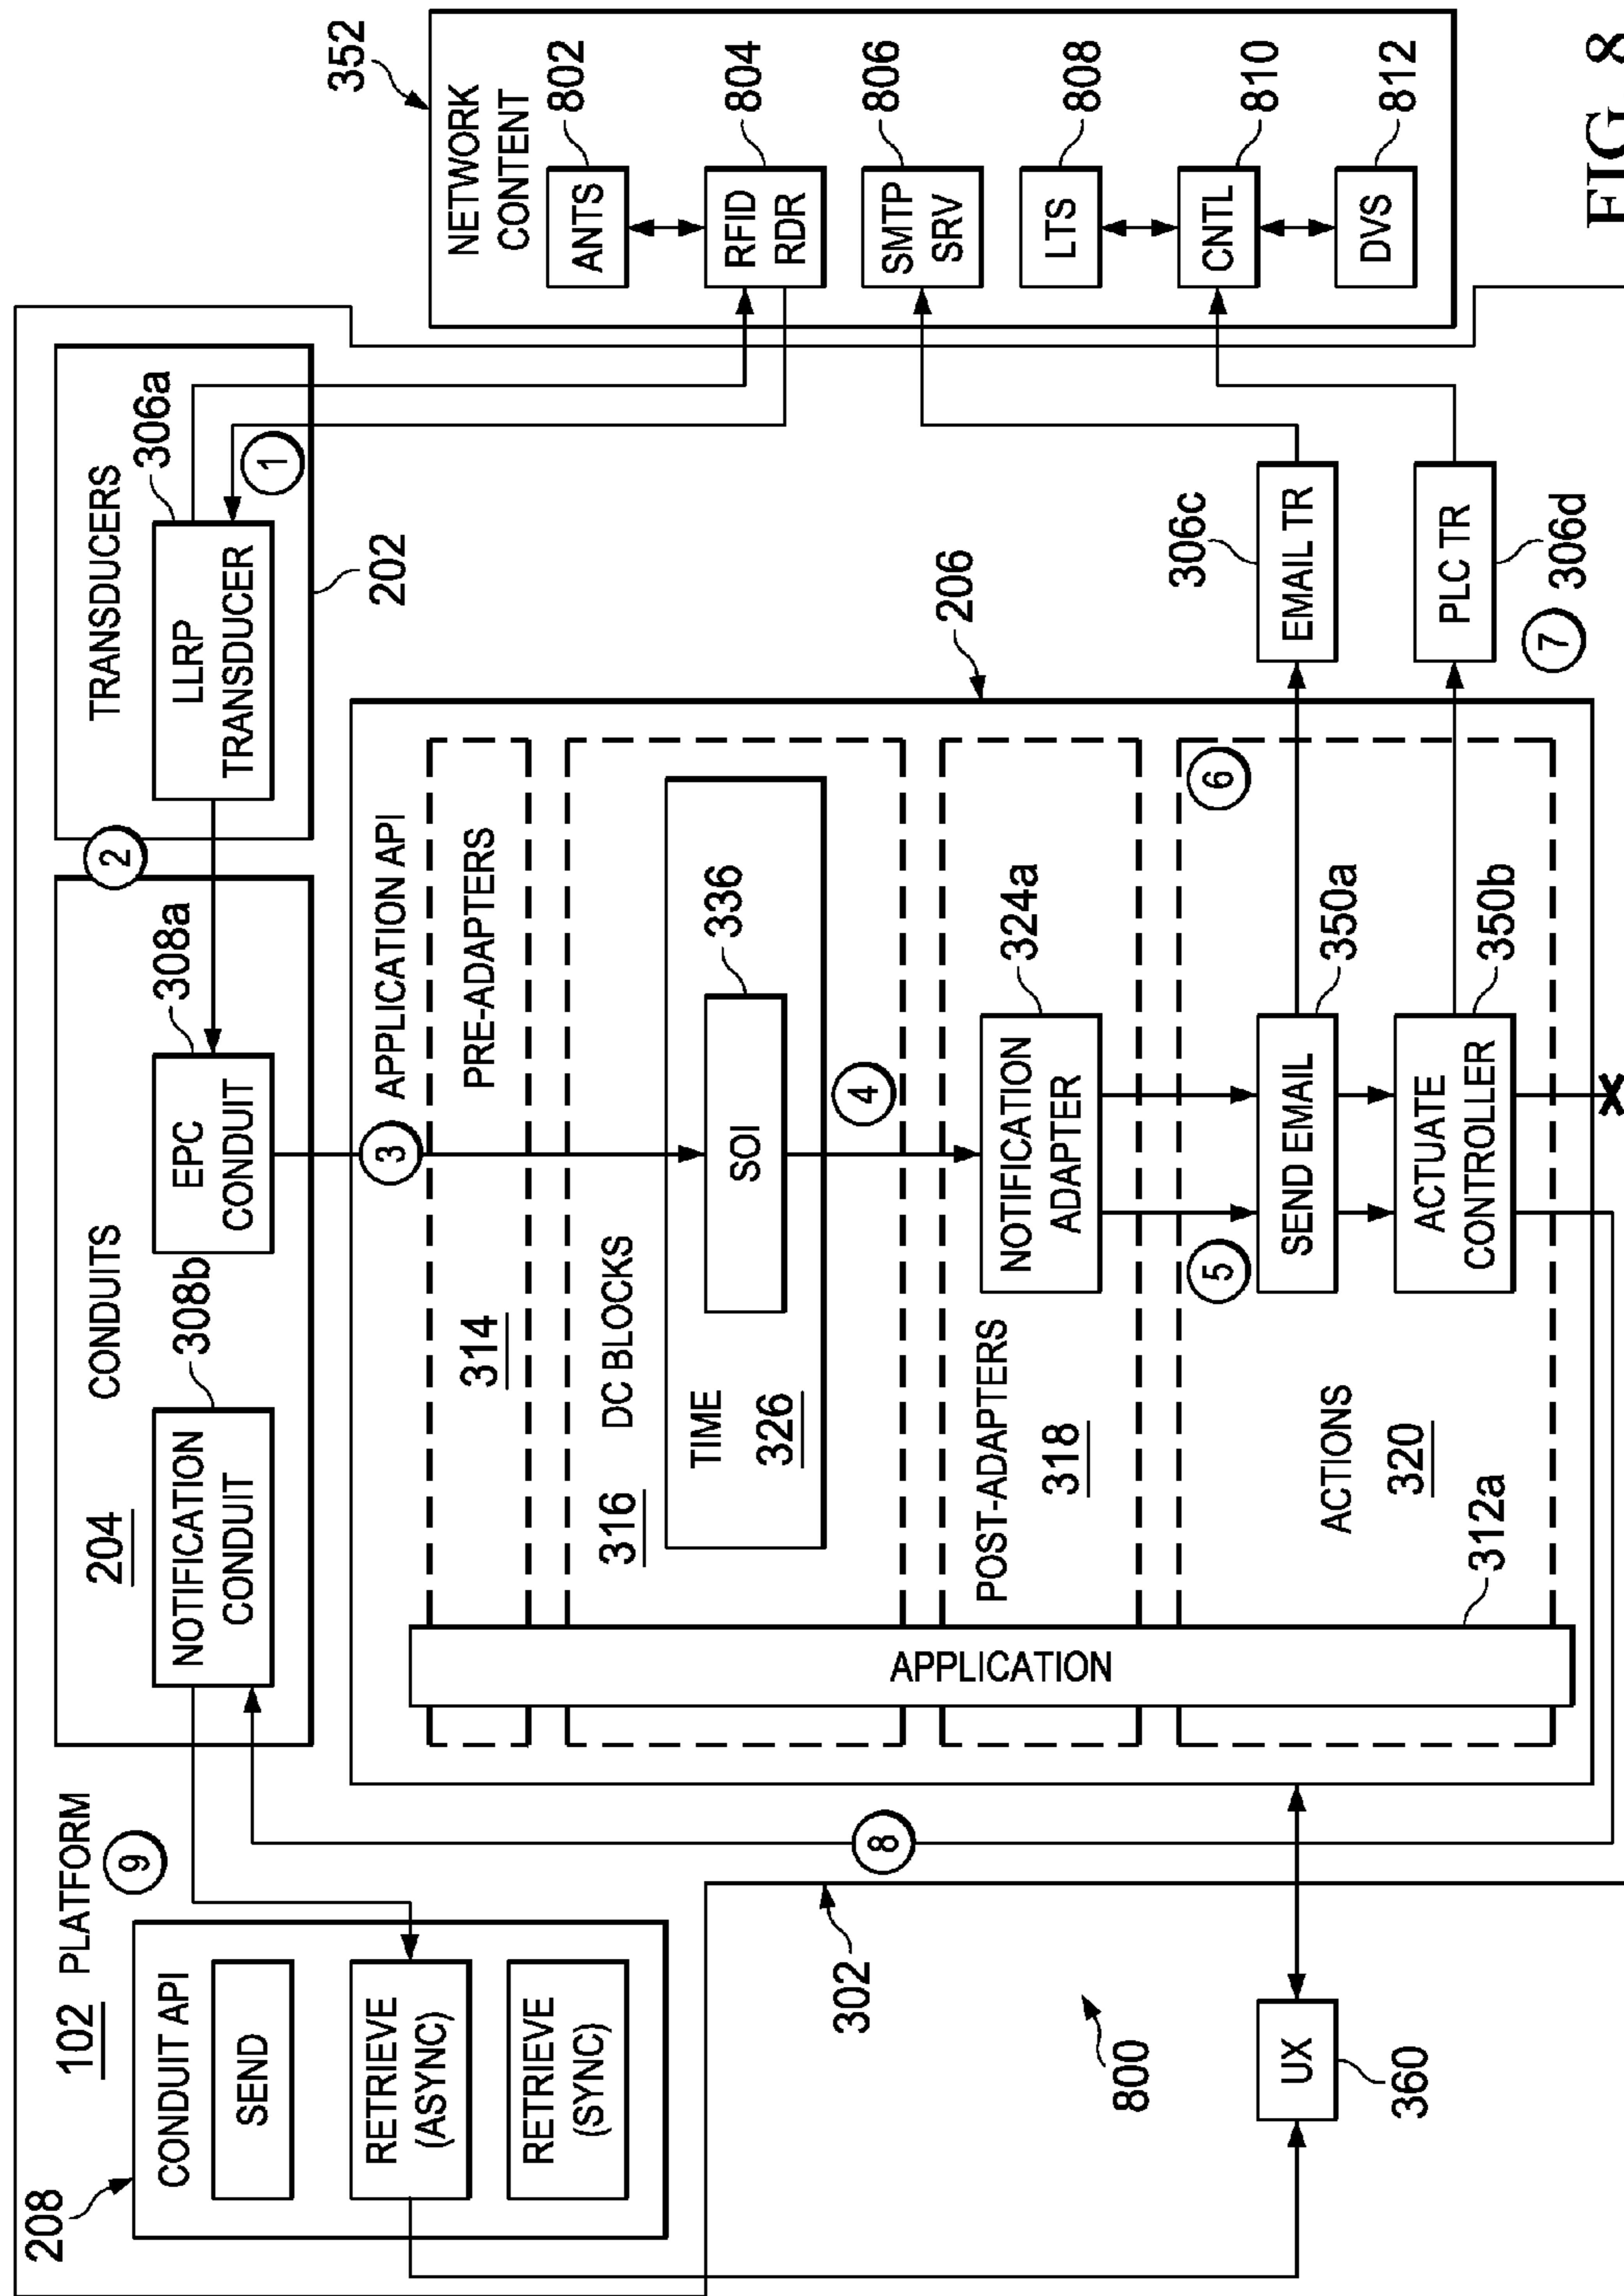 208
102 PLATFORM
9
CONDUIT API
SEND
RETRIEVE
(ASYNC)
RETRIEVE
(SYNC)
204
CONDUITS
NOTIFICATION
CONDUIT
308b
EPC
CONDUIT
308a
2
TRANSDUCERS
LLRP
TRANSDUCER
306a
1
202
352
NETWORK
CONTENT
ANTS
802
RFID
RDR
804
SMTP
SRV
806
LTS
808
CNTL
810
DVS
812
3
APPLICATION API
PRE-ADAPTERS
314
316
DC BLOCKS
TIME
326
SOI
336
4
206
POST-ADAPTERS
318
NOTIFICATION
ADAPTER
324a
ACTIONS
320
5
6
SEND EMAIL
350a
ACTUATE
CONTROLLER
350b
APPLICATION
312a
EMAIL TR
306c
PLC TR
306d
7
8
302
800
UX
360
X
FIG. 8